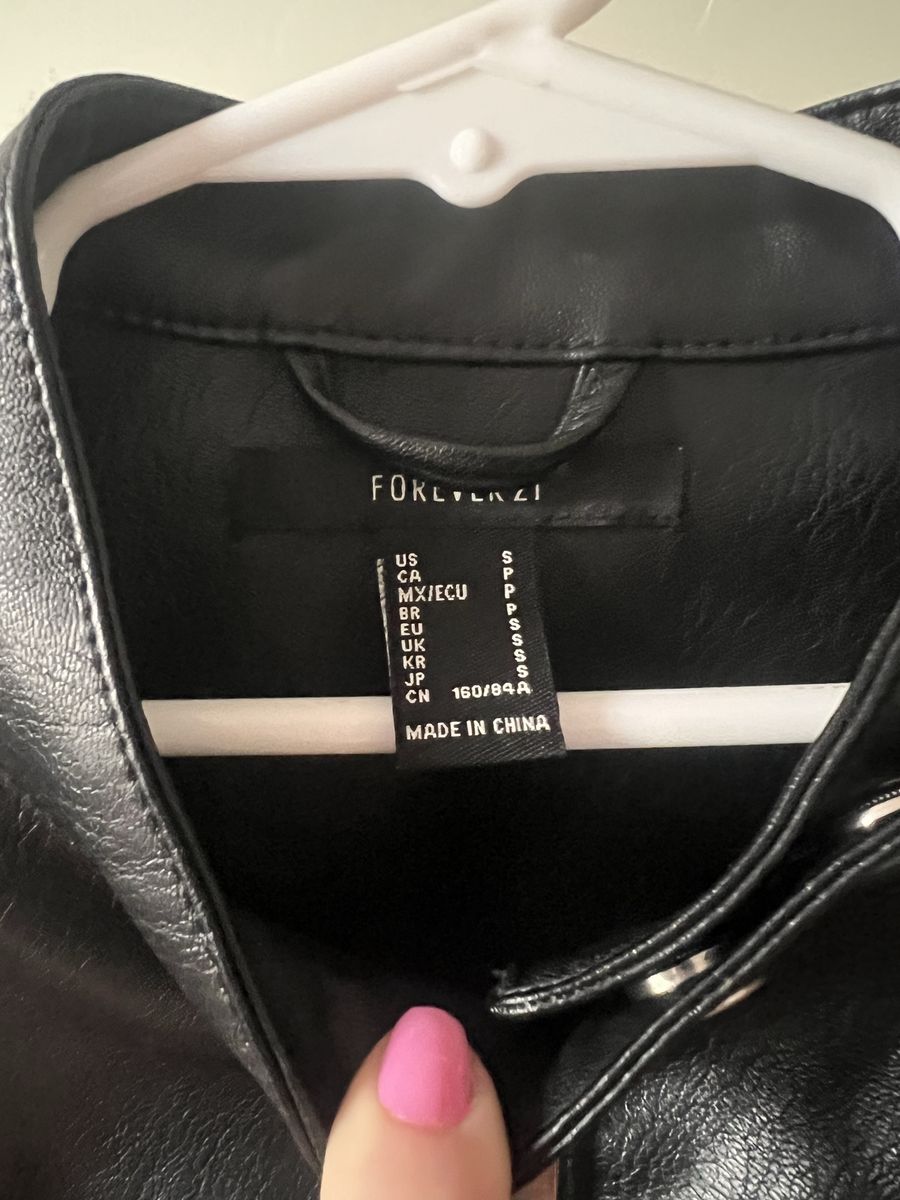 FOREVER 21
US S
CA P
MX/ECU P
BR P
EU S
UK S
KR S
JP S
CN 160/84A
MADE IN CHINA